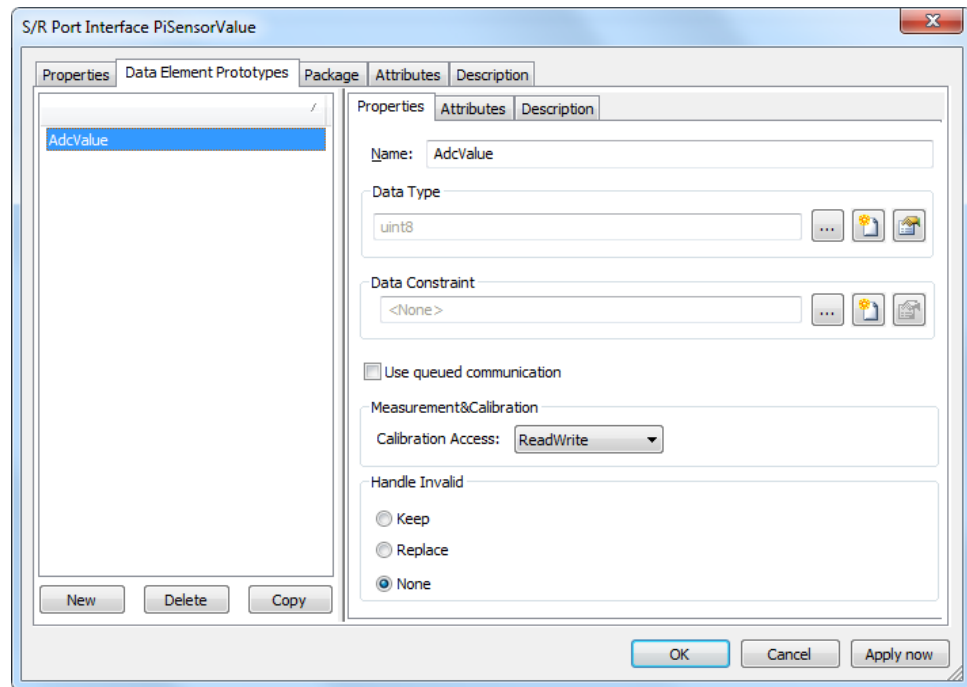 S/R Port Interface PiSensorValue
Properties Data Element Prototypes Package Attributes Description
AdcValue
New Delete Copy
Properties Attributes Description
Name: AdcValue
Data Type
uint8
...
Data Constraint
<None>
...
Use queued communication
Measurement&Calibration
Calibration Access: ReadWrite
Handle Invalid
Keep
Replace
None
OK Cancel Apply now